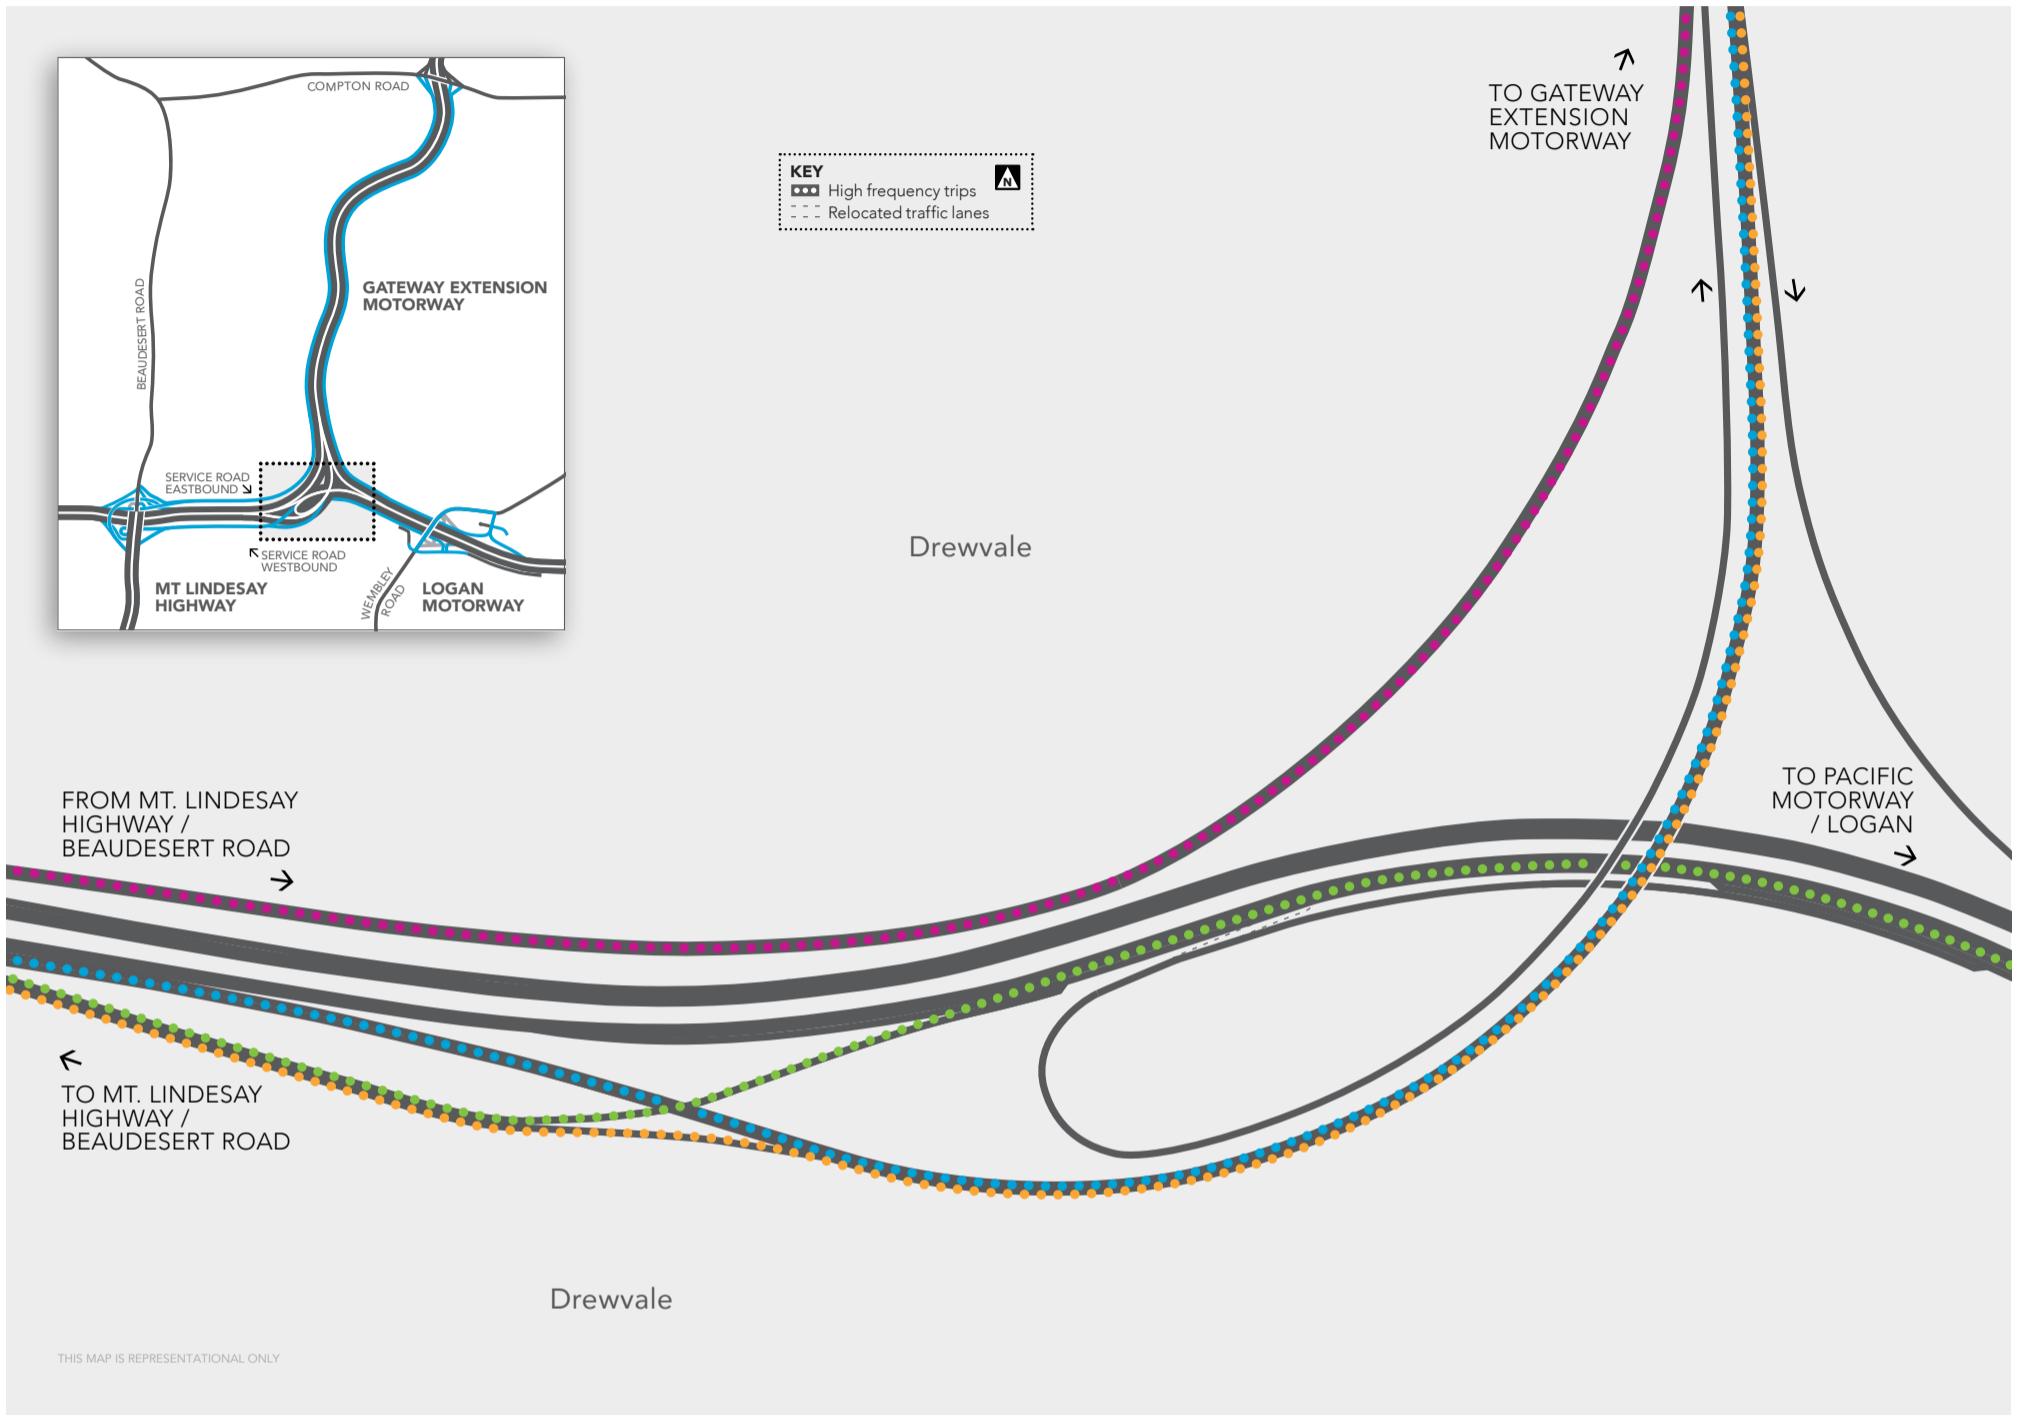 COMPTON ROAD
BEAUDESERT ROAD
GATEWAY EXTENSION
MOTORWAY
SERVICE ROAD
EASTBOUND
SERVICE ROAD
WESTBOUND
MT LINDESAY
HIGHWAY
WEMBLEY
ROAD
LOGAN
MOTORWAY
KEY
N
High frequency trips
Relocated traffic lanes
TO GATEWAY
EXTENSION
MOTORWAY
Drewvale
FROM MT. LINDESAY
HIGHWAY /
BEAUDESERT ROAD
TO PACIFIC
MOTORWAY
/ LOGAN
TO MT. LINDESAY
HIGHWAY /
BEAUDESERT ROAD
Drewvale
THIS MAP IS REPRESENTATIONAL ONLY